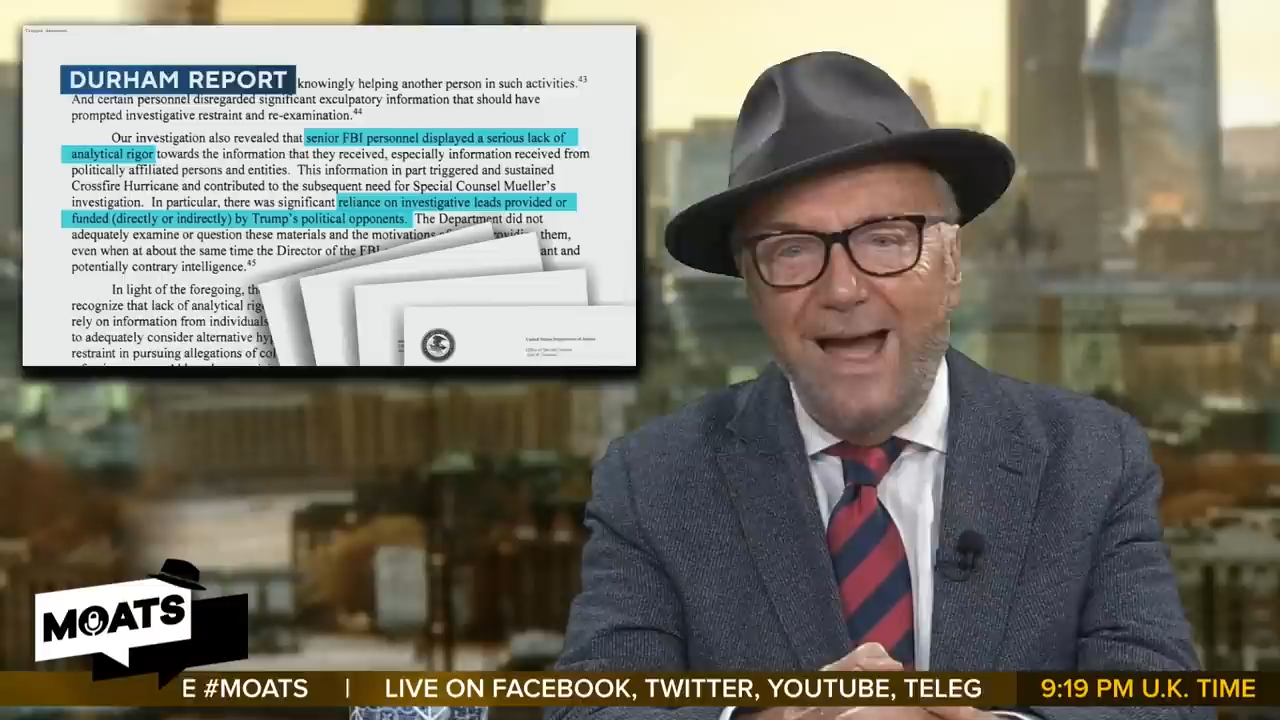 DURHAM REPORT
knowingly helping another person in such activities.43
And certain personnel disregarded significant exculpatory information that should have
prompted investigative restraint and re-examination.44
Our investigation also revealed that senior FBI personnel displayed a serious lack of
analytical rigor towards the information that they received, especially information received from
politically affiliated persons and entities. This information in part triggered and sustained
Crossfire Hurricane and contributed to the subsequent need for Special Counsel Mueller's
investigation. In particular, there was significant reliance on investigative leads provided or
funded (directly or indirectly) by Trump's political opponents. The Department did not
adequately examine or question these materials and the motivations them,
even when at about the same time the Director of the FBI and
potentially contrary intelligence.45
In light of the foregoing,
recognize that lack of analytical
rely on information from individuals
to adequately consider alternative
restraint in pursuing allegations of
United States Department of Justice
MOATS
E #MOATS | LIVE ON FACEBOOK, TWITTER, YOUTUBE, TELEG
9:19 PM U.K. TIME